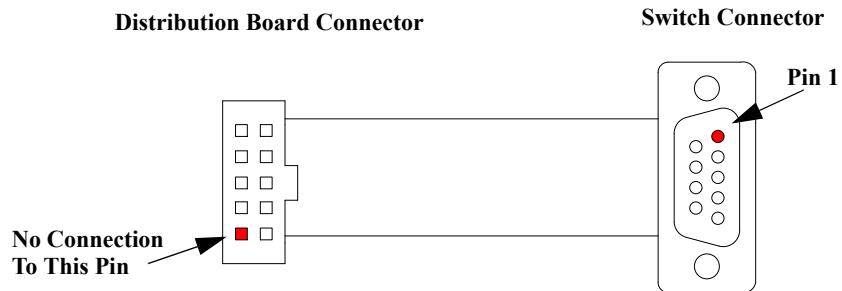 Distribution Board Connector
Switch Connector
Pin 1
No Connection
To This Pin